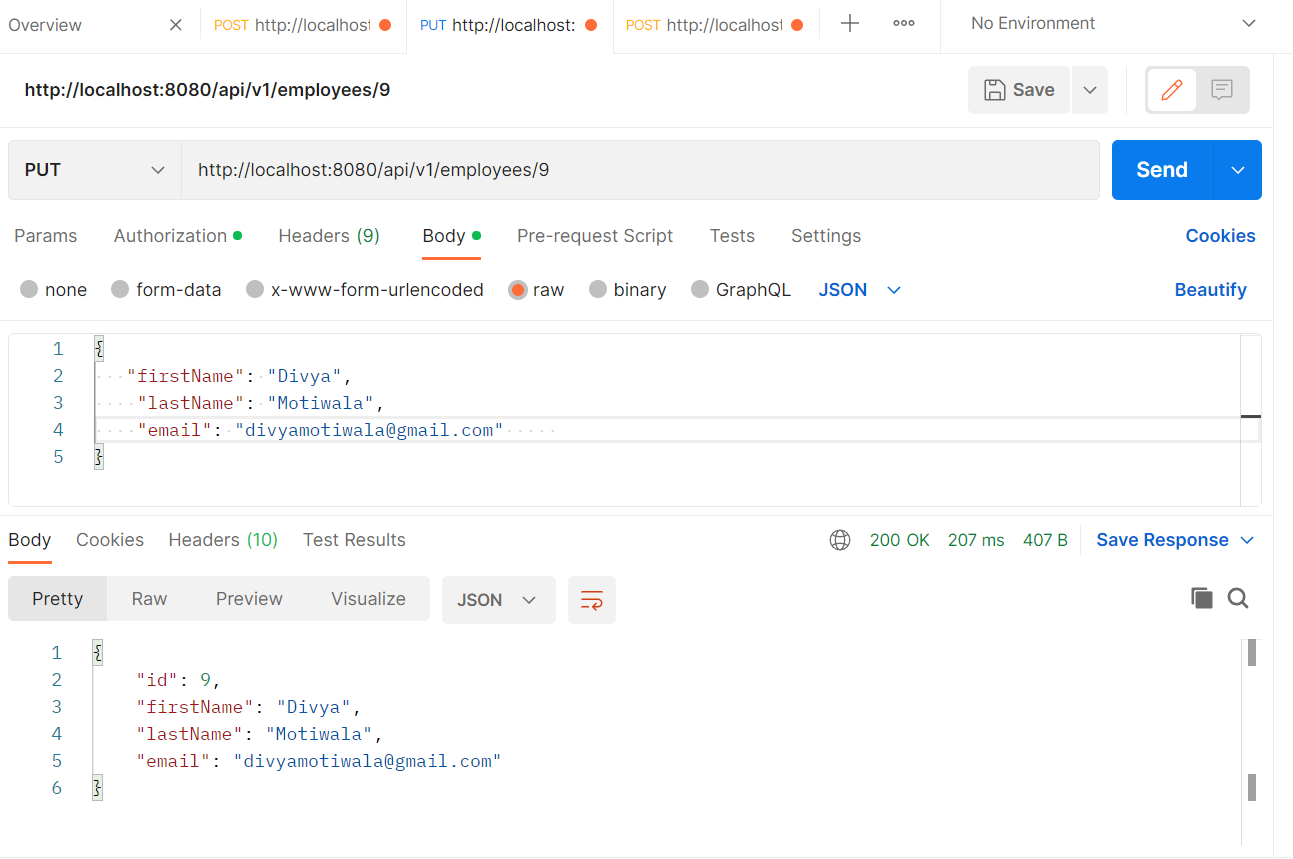 Overview POST http://localhost PUT http://localhost: POST http://localhost No Environment
http://localhost:8080/api/v1/employees/9 Save
PUT http://localhost:8080/api/v1/employees/9 Send
Params Authorization Headers (9) Body Pre-request Script Tests Settings Cookies
none form-data x-www-form-urlencoded raw binary GraphQL JSON Beautify
1 {
2 "firstName": "Divya",
3 "lastName": "Motiwala",
4 "email": "divyamotiwala@gmail.com"
5 }
Body Cookies Headers (10) Test Results 200 OK 207 ms 407 B Save Response
Pretty Raw Preview Visualize JSON
1 {
2 "id": 9,
3 "firstName": "Divya",
4 "lastName": "Motiwala",
5 "email": "divyamotiwala@gmail.com"
6 }